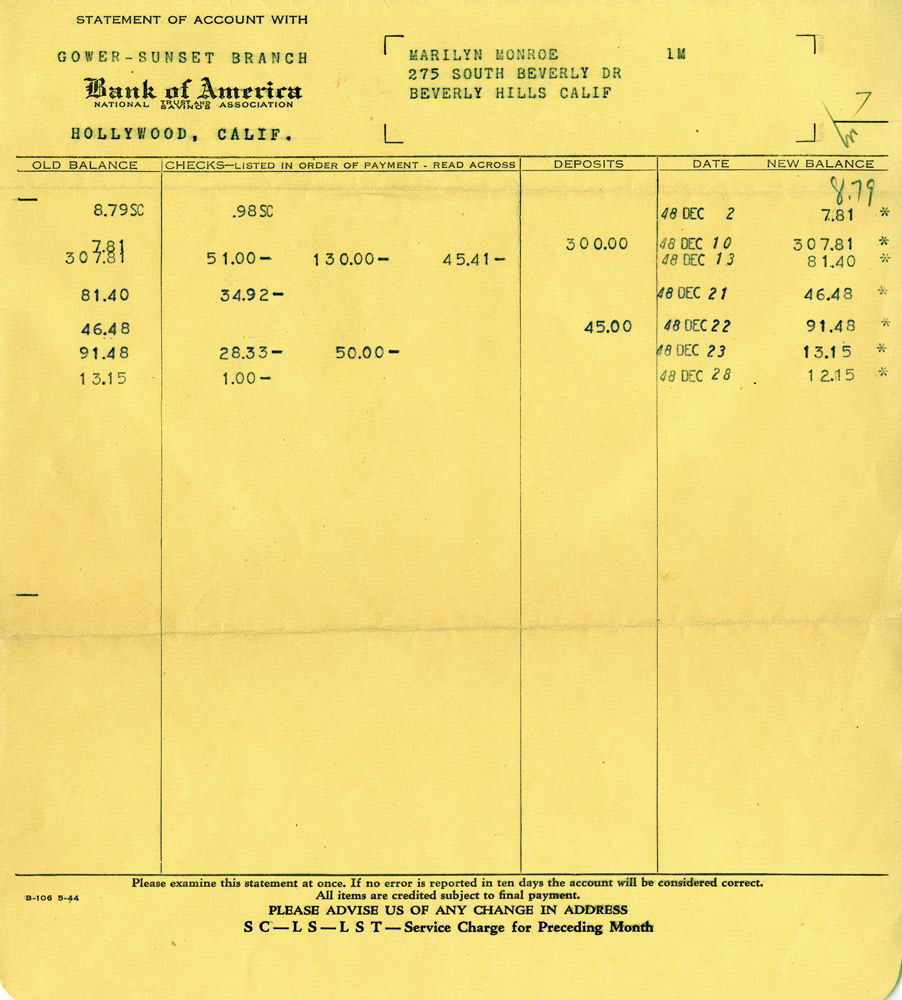 STATEMENT OF ACCOUNT WITH
GOWER-SUNSET BRANCH
Bank of America
NATIONAL TRUST AND SAVINGS ASSOCIATION
HOLLYWOOD, CALIF.
MARILYN MONROE 1M
275 SOUTH BEVERLY DR
BEVERLY HILLS CALIF
7
OLD BALANCE CHECKS—LISTED IN ORDER OF PAYMENT - READ ACROSS DEPOSITS DATE NEW BALANCE
8.79
8.79SC .98SC 48 DEC 2 7.81 *
7.81 300.00 48 DEC 10 307.81 *
307.81 51.00- 130.00- 45.41- 48 DEC 13 81.40 *
81.40 34.92- 48 DEC 21 46.48 *
46.48 45.00 48 DEC 22 91.48 *
91.48 28.33- 50.00- 48 DEC 23 13.15 *
13.15 1.00- 48 DEC 28 12.15 *
Please examine this statement at once. If no error is reported in ten days the account will be considered correct.
B-106 5-44
All items are credited subject to final payment.
PLEASE ADVISE US OF ANY CHANGE IN ADDRESS
S C—L S—L S T—Service Charge for Preceding Month